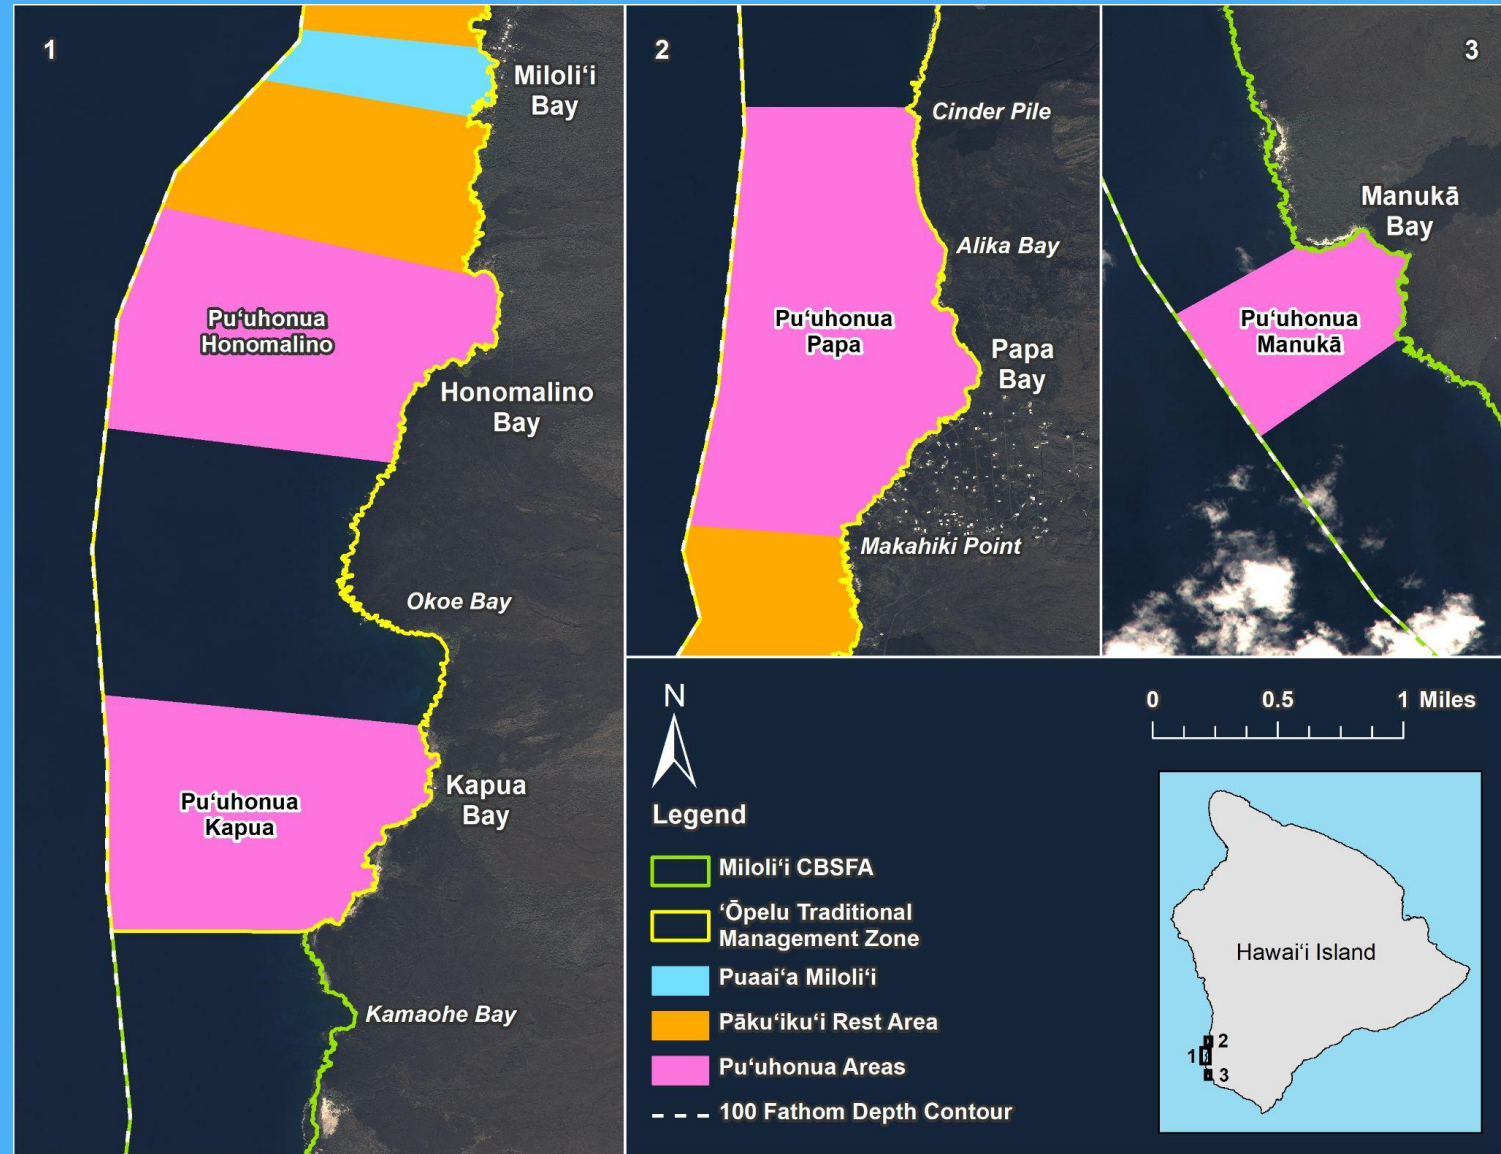 1
Miloli‘i
Bay
Pu‘uhonua
Honomalino
Honomalino
Bay
Okoe Bay
Pu‘uhonua
Kapua
Kapua
Bay
Kamaohe Bay
2
Cinder Pile
Alika Bay
Pu‘uhonua
Papa
Papa
Bay
Makahiki Point
3
Manukā
Bay
Pu‘uhonua
Manukā
N
0 0.5 1 Miles
Legend
Miloli‘i CBSFA
‘Ōpelu Traditional
Management Zone
Puaai‘a Miloli‘i
Pāku‘iku‘i Rest Area
Pu‘uhonua Areas
100 Fathom Depth Contour
Hawai‘i Island
2
1
3